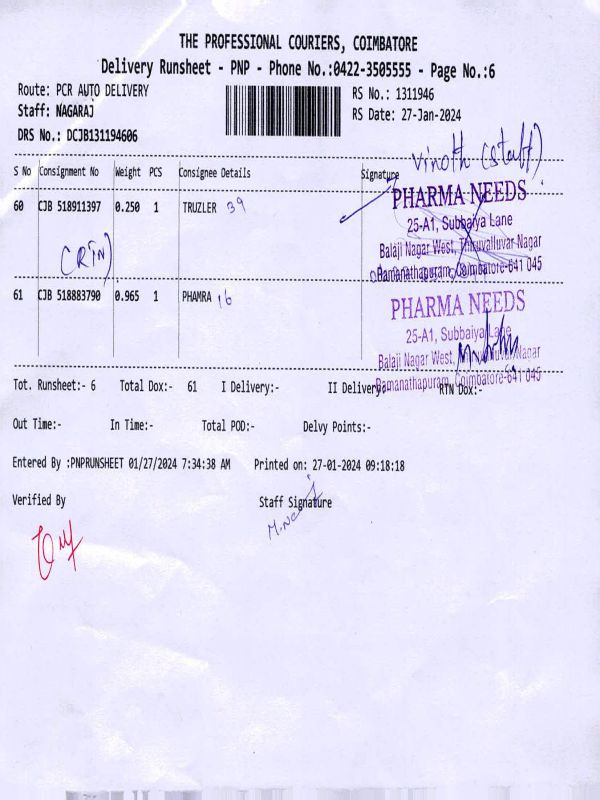 THE PROFESSIONAL COURIERS, COIMBATORE
Delivery Runsheet - PNP - Phone No.:0422-3505555 - Page No.:6
Route: PCR AUTO DELIVERY
RS No.: 1311946
Staff: NAGARAJ
RS Date: 27-Jan-2024
DRS No.: DCJB131194606
Vinoth (Staff)
S No Consignment No Weight PCS Consignee Details Signature
60 CJB 518911397 0.250 1 TRUZLER 39
PHARMA NEEDS
25-A1, Subbaiya Lane
Balaji Nagar West, Thiruvalluvar Nagar
Ramanathapuram, Coimbatore-641 045
(RTN)
61 CJB 518883790 0.965 1 PHAMRA 16
PHARMA NEEDS
25-A1, Subbaiya Lane
Balaji Nagar West, Thiruvalluvar Nagar
Ramanathapuram, Coimbatore-641 045
Tot. Runsheet:- 6 Total Dox:- 61 I Delivery:- II Delivery:- RTN Dox:-
Out Time:- In Time:- Total POD:- Delvy Points:-
Entered By :PNPRUNSHEET 01/27/2024 7:34:38 AM Printed on: 27-01-2024 09:18:18
Verified By Staff Signature